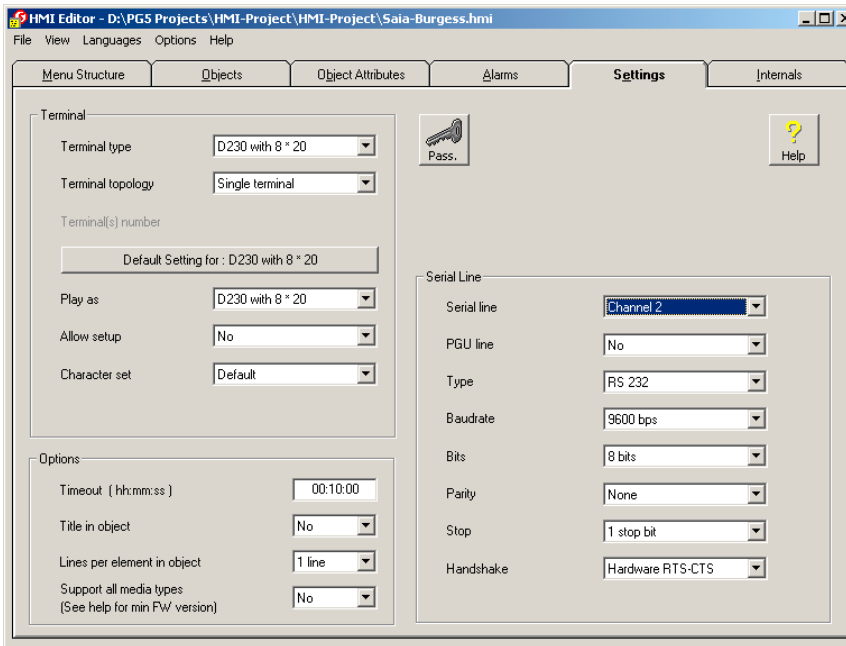 HMI Editor - D:\PG5 Projects\HMI-Project\HMI-Project\Saia-Burgess.hmi
File View Languages Options Help
Menu Structure Objects Object Attributes Alarms Settings Internals
Terminal
Terminal type D230 with 8 * 20
Terminal topology Single terminal
Terminal(s) number
Default Setting for : D230 with 8 * 20
Play as D230 with 8 * 20
Allow setup No
Character set Default
Pass.
?
Help
Options
Timeout ( hh:mm:ss ) 00:10:00
Title in object No
Lines per element in object 1 line
Support all media types
(See help for min FW version) No
Serial Line
Serial line Channel 2
PGU line No
Type RS 232
Baudrate 9600 bps
Bits 8 bits
Parity None
Stop 1 stop bit
Handshake Hardware RTS-CTS